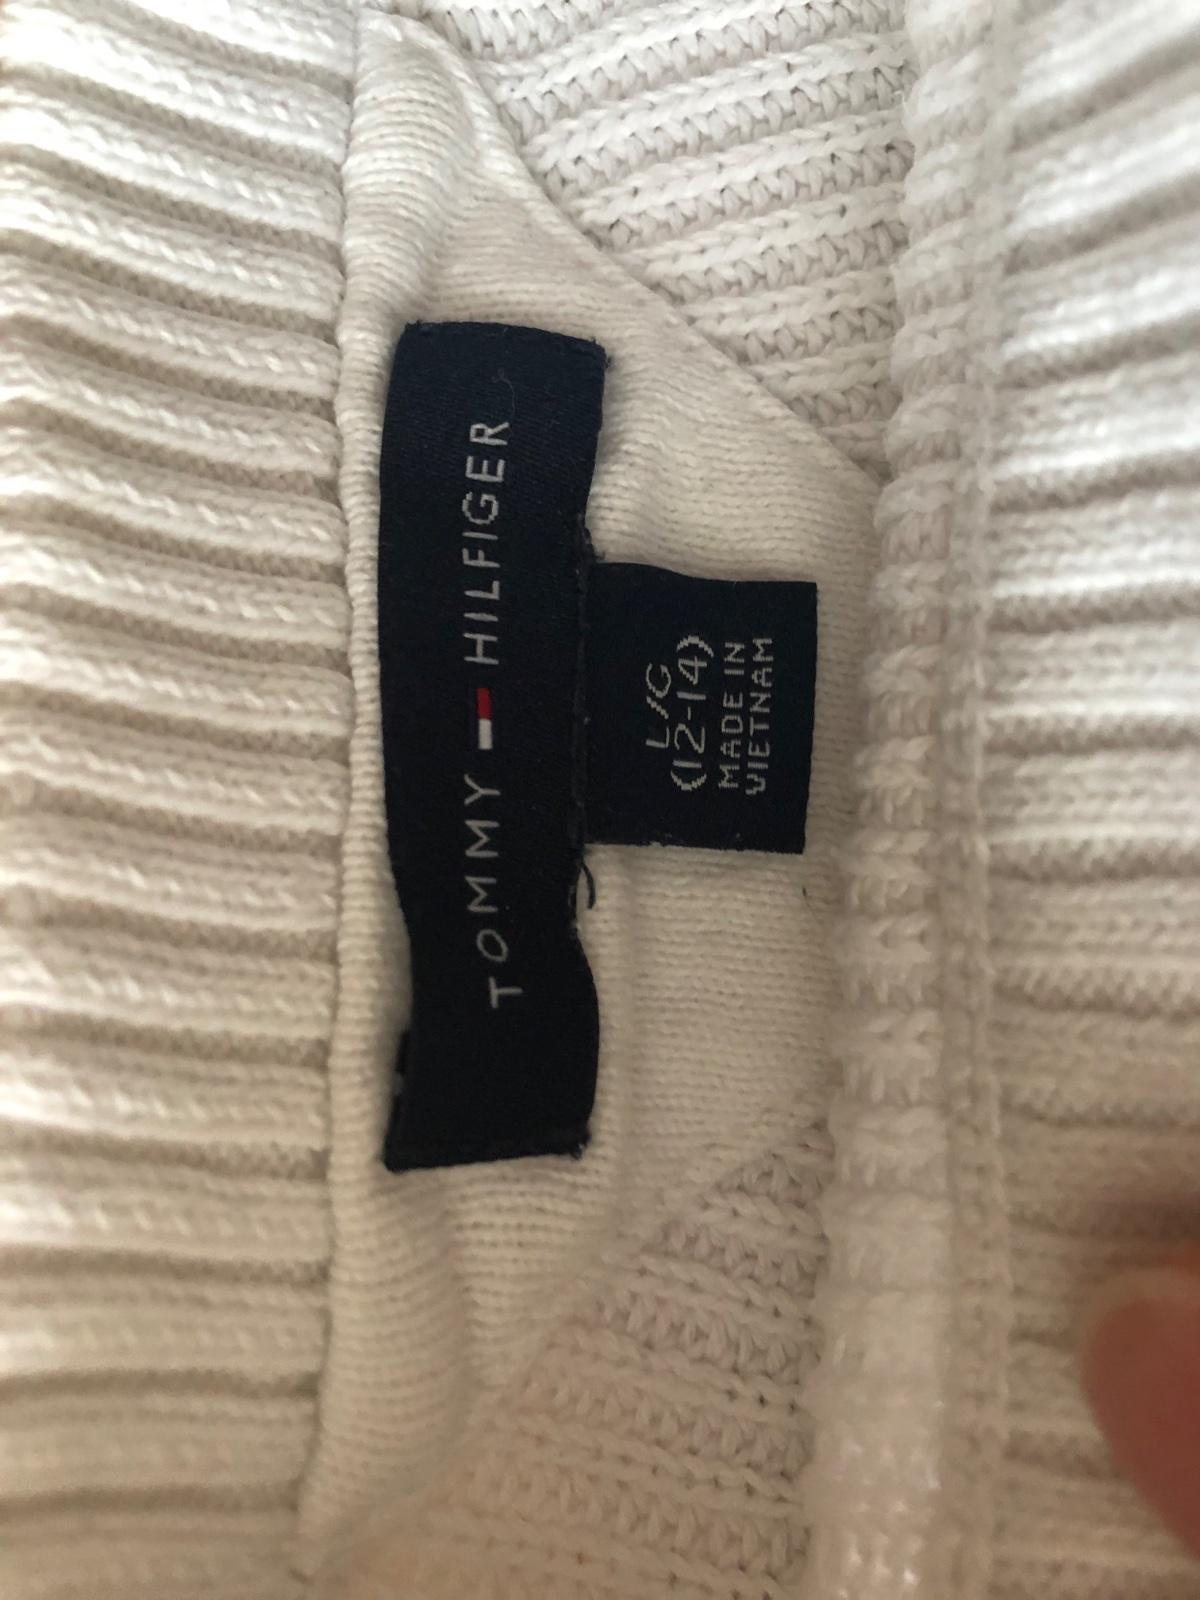 TOMMY HILFIGER
L/G
(12-14)
MADE IN
VIETNAM